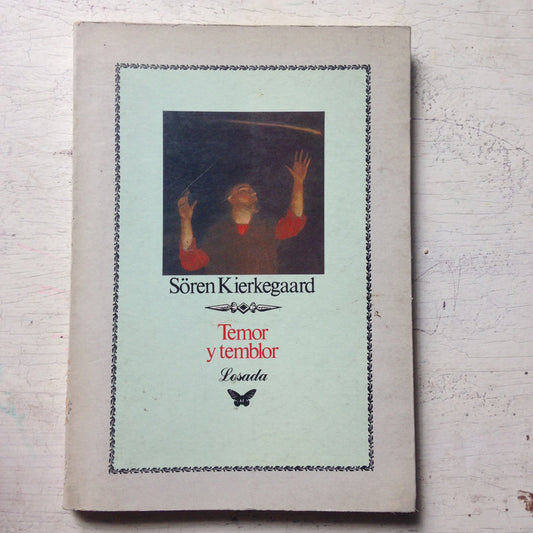 Sören Kierkegaard
Temor
y temblor
Losada